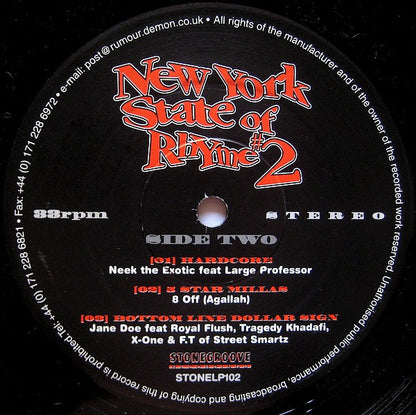 New York
State of
Rhyme #2
33rpm
STEREO
SIDE TWO
[01] HARDCORE
Neek the Exotic feat Large Professor
[02] 5 STAR MILLAS
8 Off (Agallah)
[03] BOTTOM LINE DOLLAR SIGN
Jane Doe feat Royal Flush, Tragedy Khadafi,
X-One & F.T of Street Smartz
STONEGROOVE
STONELP102
Tel: +44 (0) 171 228 6821 • Fax: +44 (0) 171 228 6972 • e-mail: post@rumour.demon.co.uk • All rights of the manufacturer and of the owner of the recorded work reserved. Unauthorised public performance, broadcasting and copying of this record is prohibited.